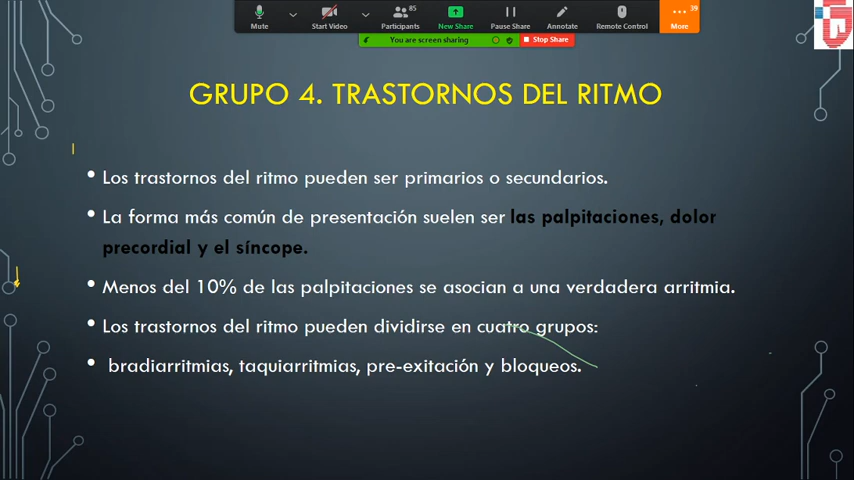 85
39
Mute
Start Video
Participants
New Share
Pause Share
Annotate
Remote Control
More
You are screen sharing
Stop Share
GRUPO 4. TRASTORNOS DEL RITMO
• Los trastornos del ritmo pueden ser primarios o secundarios.
• La forma más común de presentación suelen ser las palpitaciones, dolor
precordial y el síncope.
• Menos del 10% de las palpitaciones se asocian a una verdadera arritmia.
• Los trastornos del ritmo pueden dividirse en cuatro grupos:
• bradiarritmias, taquiarritmias, pre-exitación y bloqueos.